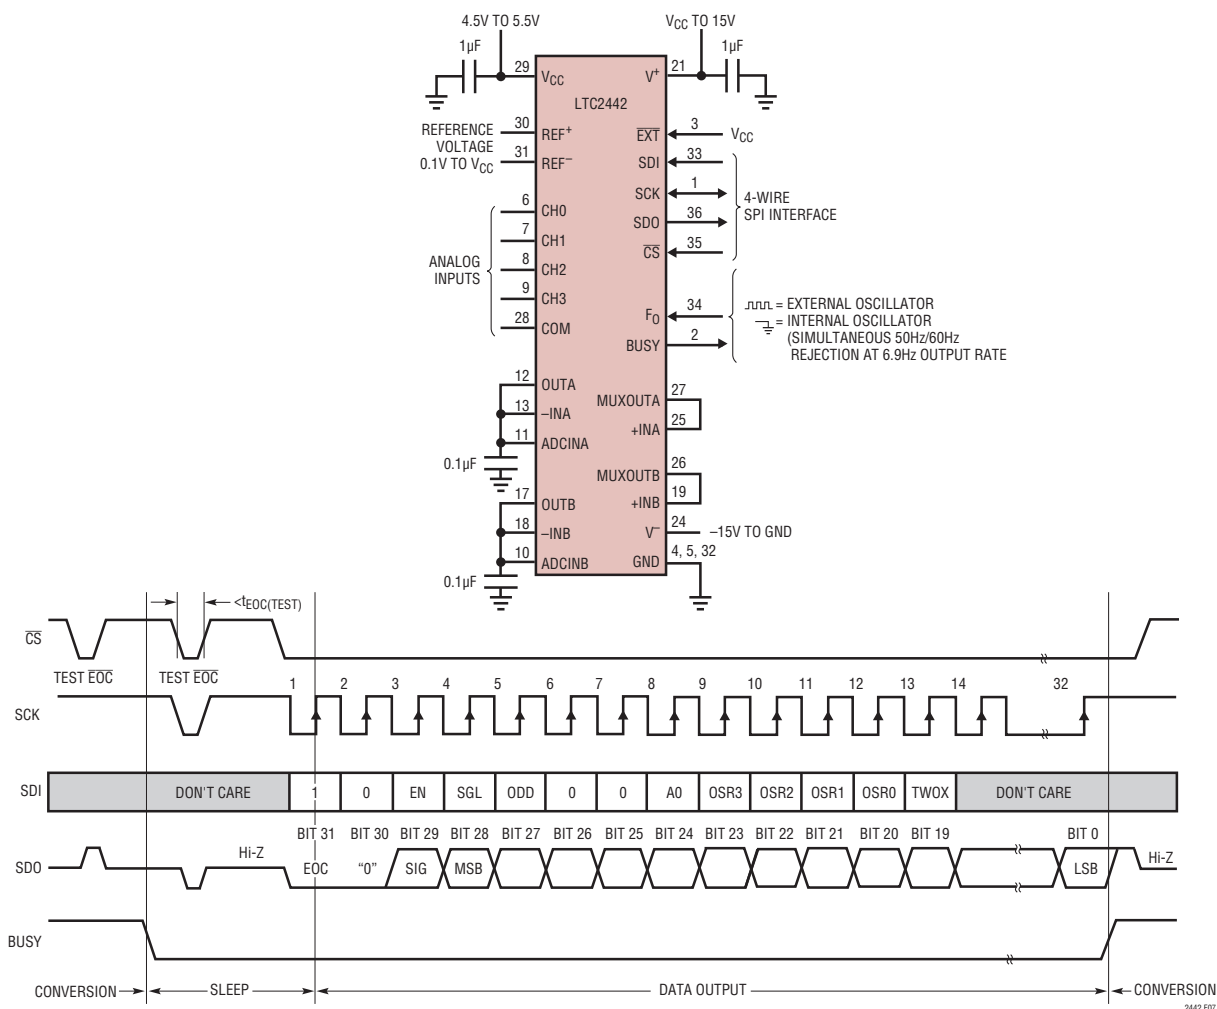 4.5V TO 5.5V
VCC TO 15V
1µF
1µF
29
VCC
V+
21
LTC2442
REFERENCE
VOLTAGE
0.1V TO VCC
30
REF+
31
REF–
EXT
3
VCC
SDI
33
SCK
1
SDO
36
CS
35
4-WIRE
SPI INTERFACE
ANALOG
INPUTS
6
CH0
7
CH1
8
CH2
9
CH3
28
COM
FO
34
BUSY
2
= EXTERNAL OSCILLATOR
= INTERNAL OSCILLATOR
(SIMULTANEOUS 50Hz/60Hz
REJECTION AT 6.9Hz OUTPUT RATE
12
OUTA
13
–INA
11
ADCINA
0.1µF
MUXOUTA
27
+INA
25
MUXOUTB
26
+INB
19
17
OUTB
18
–INB
10
ADCINB
0.1µF
V–
24
–15V TO GND
GND
4, 5, 32
CS
<tEOC(TEST)
TEST EOC
TEST EOC
SCK
1 2 3 4 5 6 7 8 9 10 11 12 13 14 32
SDI
DON'T CARE
1 0 EN SGL ODD 0 0 A0 OSR3 OSR2 OSR1 OSR0 TWOX
DON'T CARE
BIT 31 BIT 30 BIT 29 BIT 28 BIT 27 BIT 26 BIT 25 BIT 24 BIT 23 BIT 22 BIT 21 BIT 20 BIT 19 BIT 0
SDO
Hi-Z
EOC "0" SIG MSB LSB
Hi-Z
BUSY
CONVERSION
SLEEP
DATA OUTPUT
CONVERSION
2442 F07